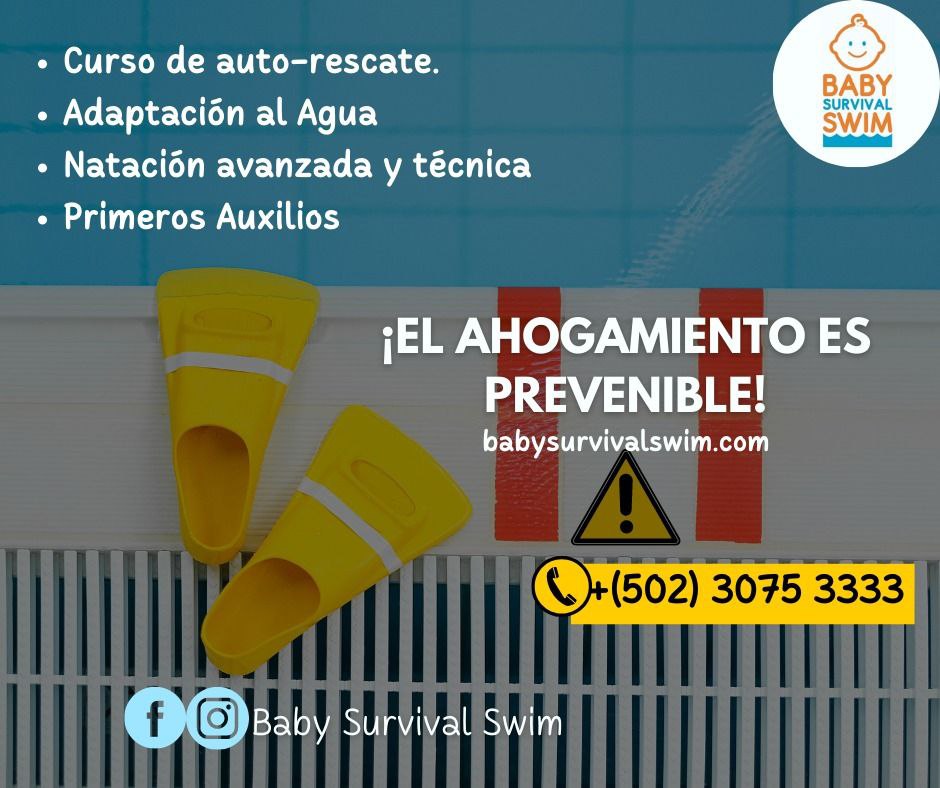 • Curso de auto-rescate.
• Adaptación al Agua
• Natación avanzada y técnica
• Primeros Auxilios
BABY
SURVIVAL
SWIM
¡EL AHOGAMIENTO ES
PREVENIBLE!
babysurvivalswim.com
!
+(502) 3075 3333
Baby Survival Swim